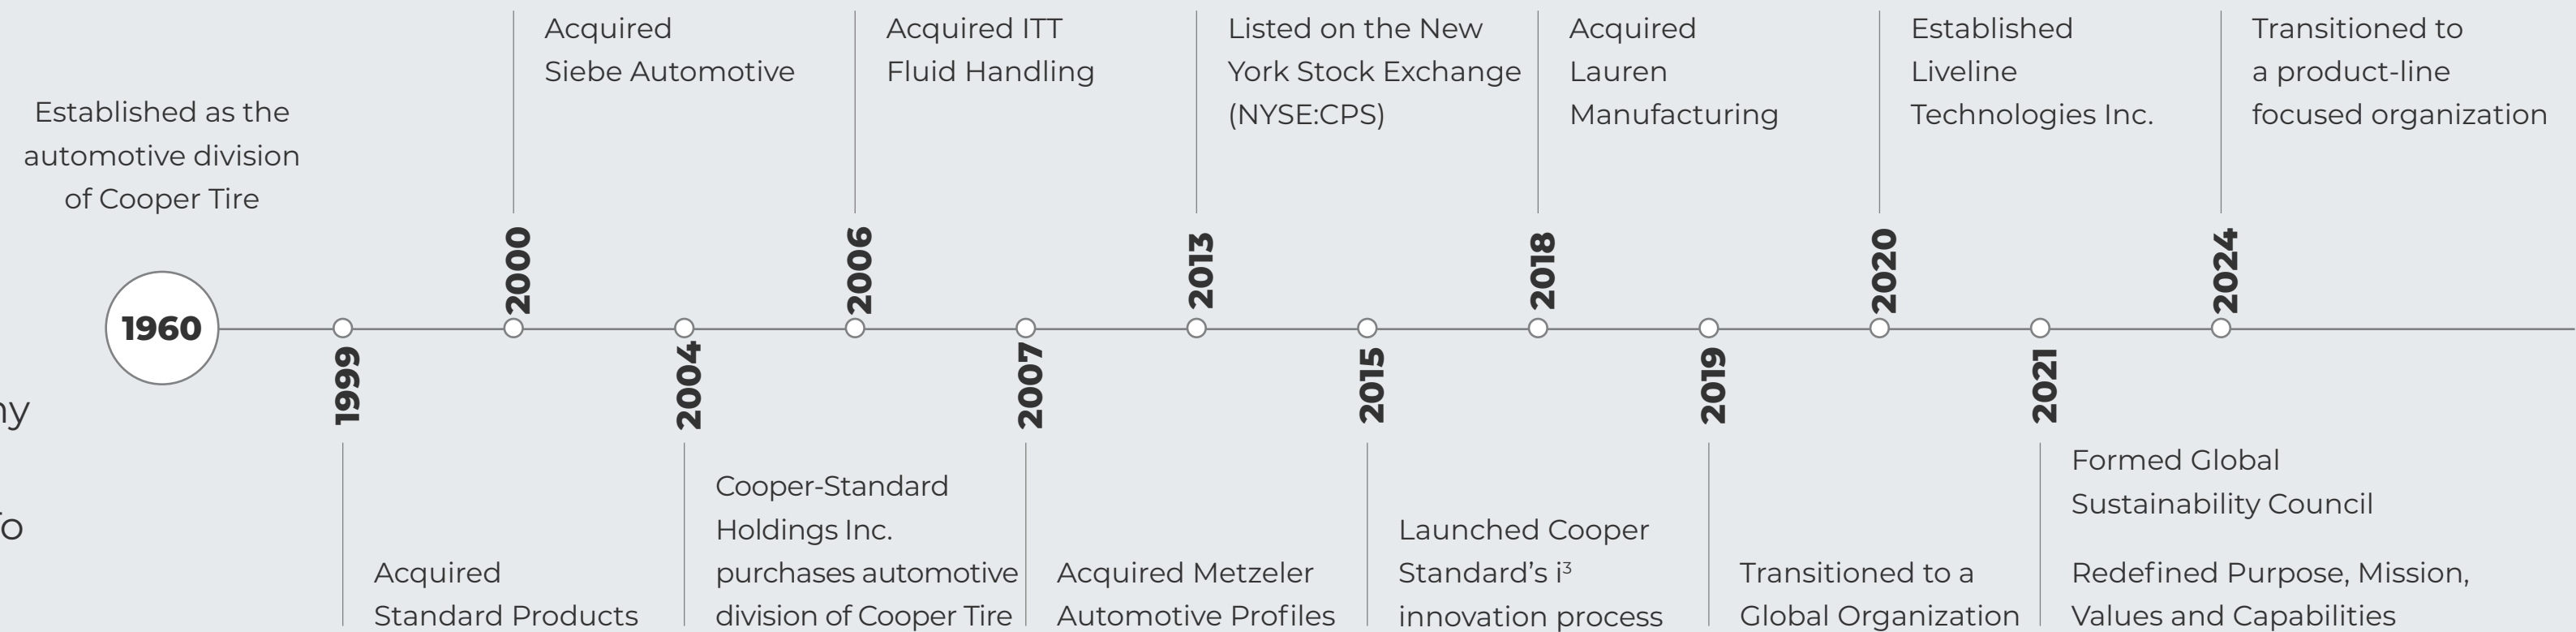 Established as the
automotive division
of Cooper Tire
1960
1999
Acquired
Standard Products
2000
Acquired
Siebe Automotive
2004
Cooper-Standard
Holdings Inc.
purchases automotive
division of Cooper Tire
2006
Acquired ITT
Fluid Handling
2007
Acquired Metzeler
Automotive Profiles
2013
Listed on the New
York Stock Exchange
(NYSE:CPS)
2015
Launched Cooper
Standard’s i³
innovation process
2018
Acquired
Lauren
Manufacturing
2019
Transitioned to a
Global Organization
2020
Established
Liveline
Technologies Inc.
2021
Formed Global
Sustainability Council
Redefined Purpose, Mission,
Values and Capabilities
2024
Transitioned to
a product-line
focused organization